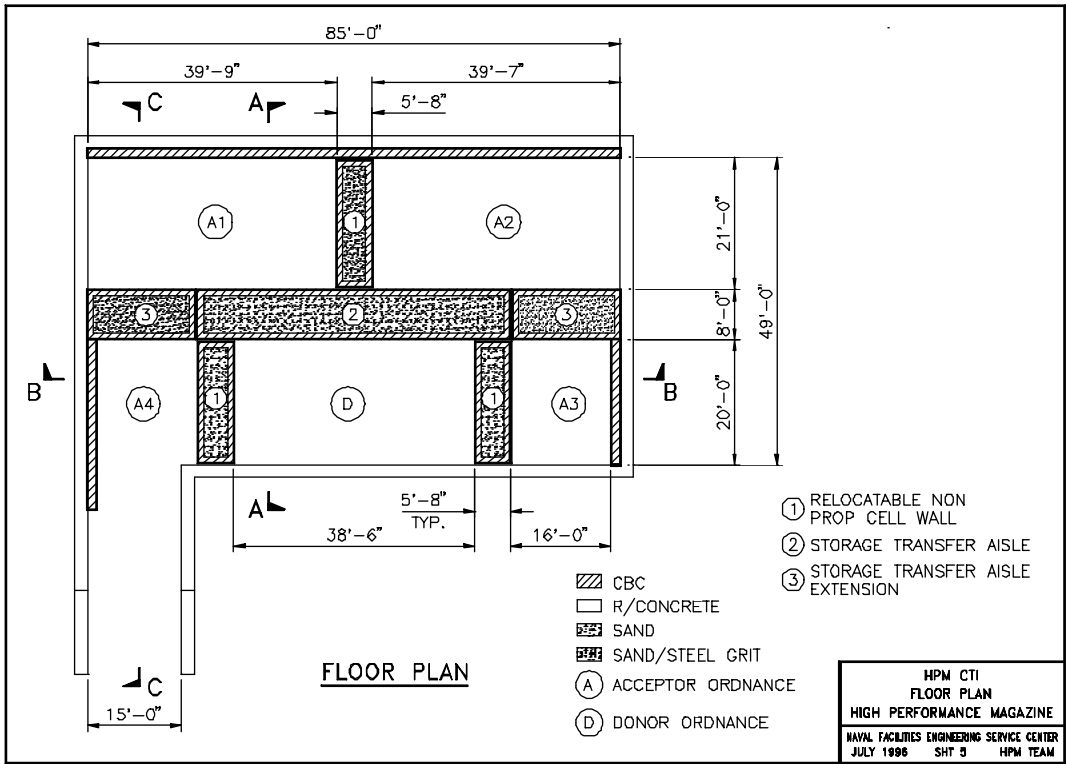 85'-0"
39'-9"
39'-7"
C
A
5'-8"
A1
1
A2
21'-0"
3
2
3
8'-0"
49'-0"
B
B
A4
1
D
1
A3
20'-0"
A
5'-8"
TYP.
38'-6"
16'-0"
1 RELOCATABLE NON
PROP CELL WALL
2 STORAGE TRANSFER AISLE
3 STORAGE TRANSFER AISLE
EXTENSION
CBC
R/CONCRETE
SAND
SAND/STEEL GRIT
A ACCEPTOR ORDNANCE
D DONOR ORDNANCE
C
15'-0"
FLOOR PLAN
HPM CTI
FLOOR PLAN
HIGH PERFORMANCE MAGAZINE
NAVAL FACILITIES ENGINEERING SERVICE CENTER
JULY 1996 SHT 5 HPM TEAM